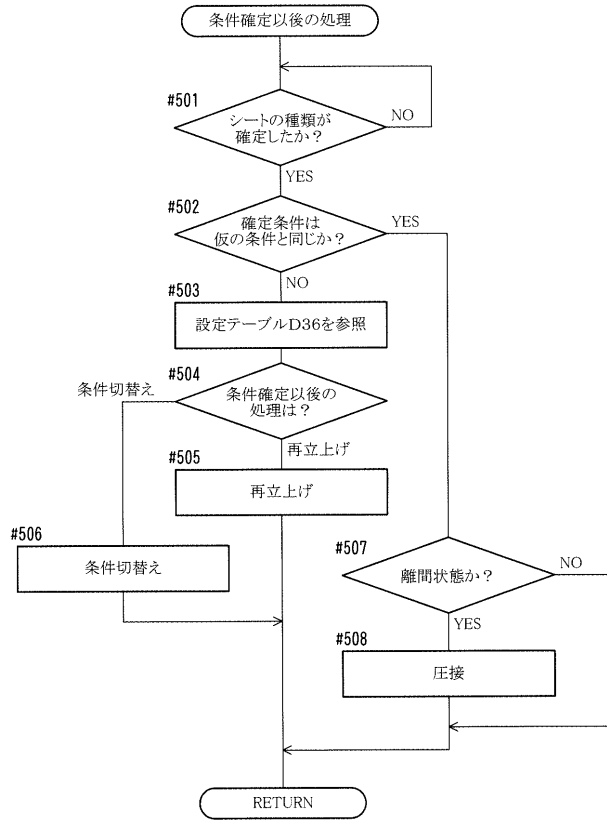 条件確定以後の処理
#501
シートの種類が
確定したか？
NO
YES
#502
確定条件は
仮の条件と同じか？
YES
NO
#503
設定テーブルD36を参照
#504
条件切替え
条件確定以後の
処理は？
再立上げ
#505
再立上げ
#506
条件切替え
#507
離間状態か？
NO
YES
#508
圧接
RETURN